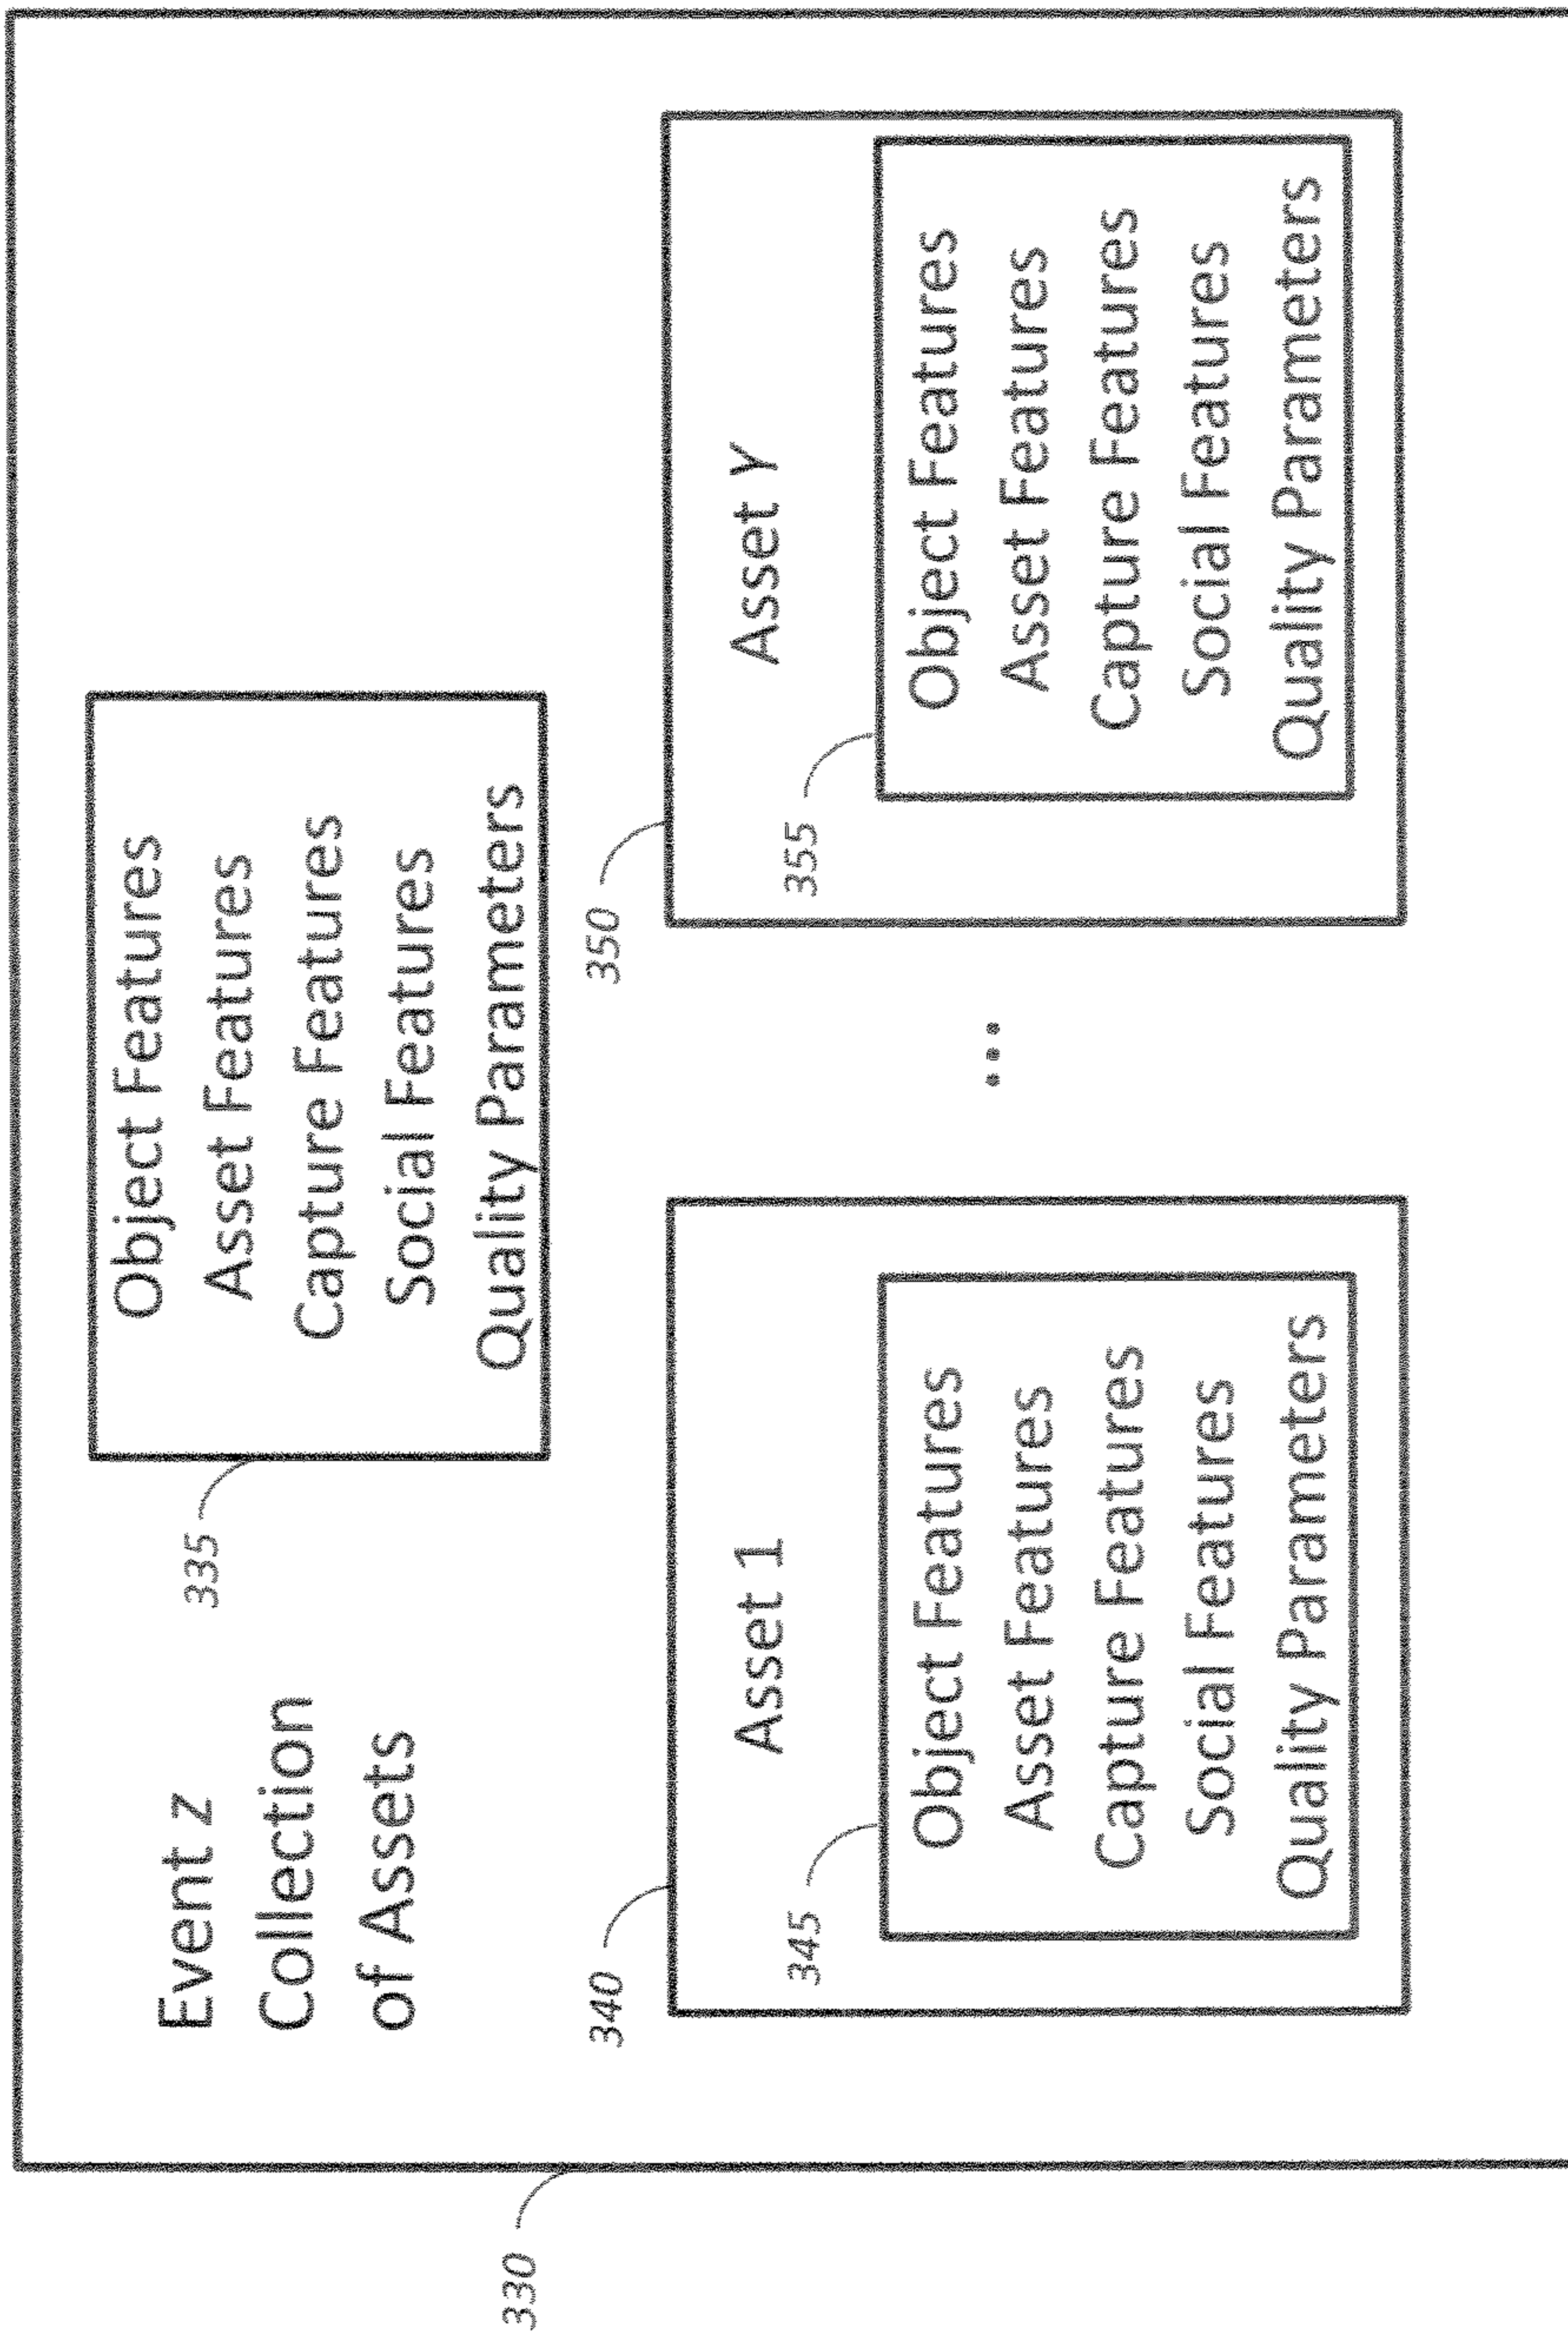 Event z
Collection
of Assets
335
Object Features
Asset Features
Capture Features
Social Features
Quality Parameters
330
340
Asset 1
345
Object Features
Asset Features
Capture Features
Social Features
Quality Parameters
...
350
Asset Y
355
Object Features
Asset Features
Capture Features
Social Features
Quality Parameters